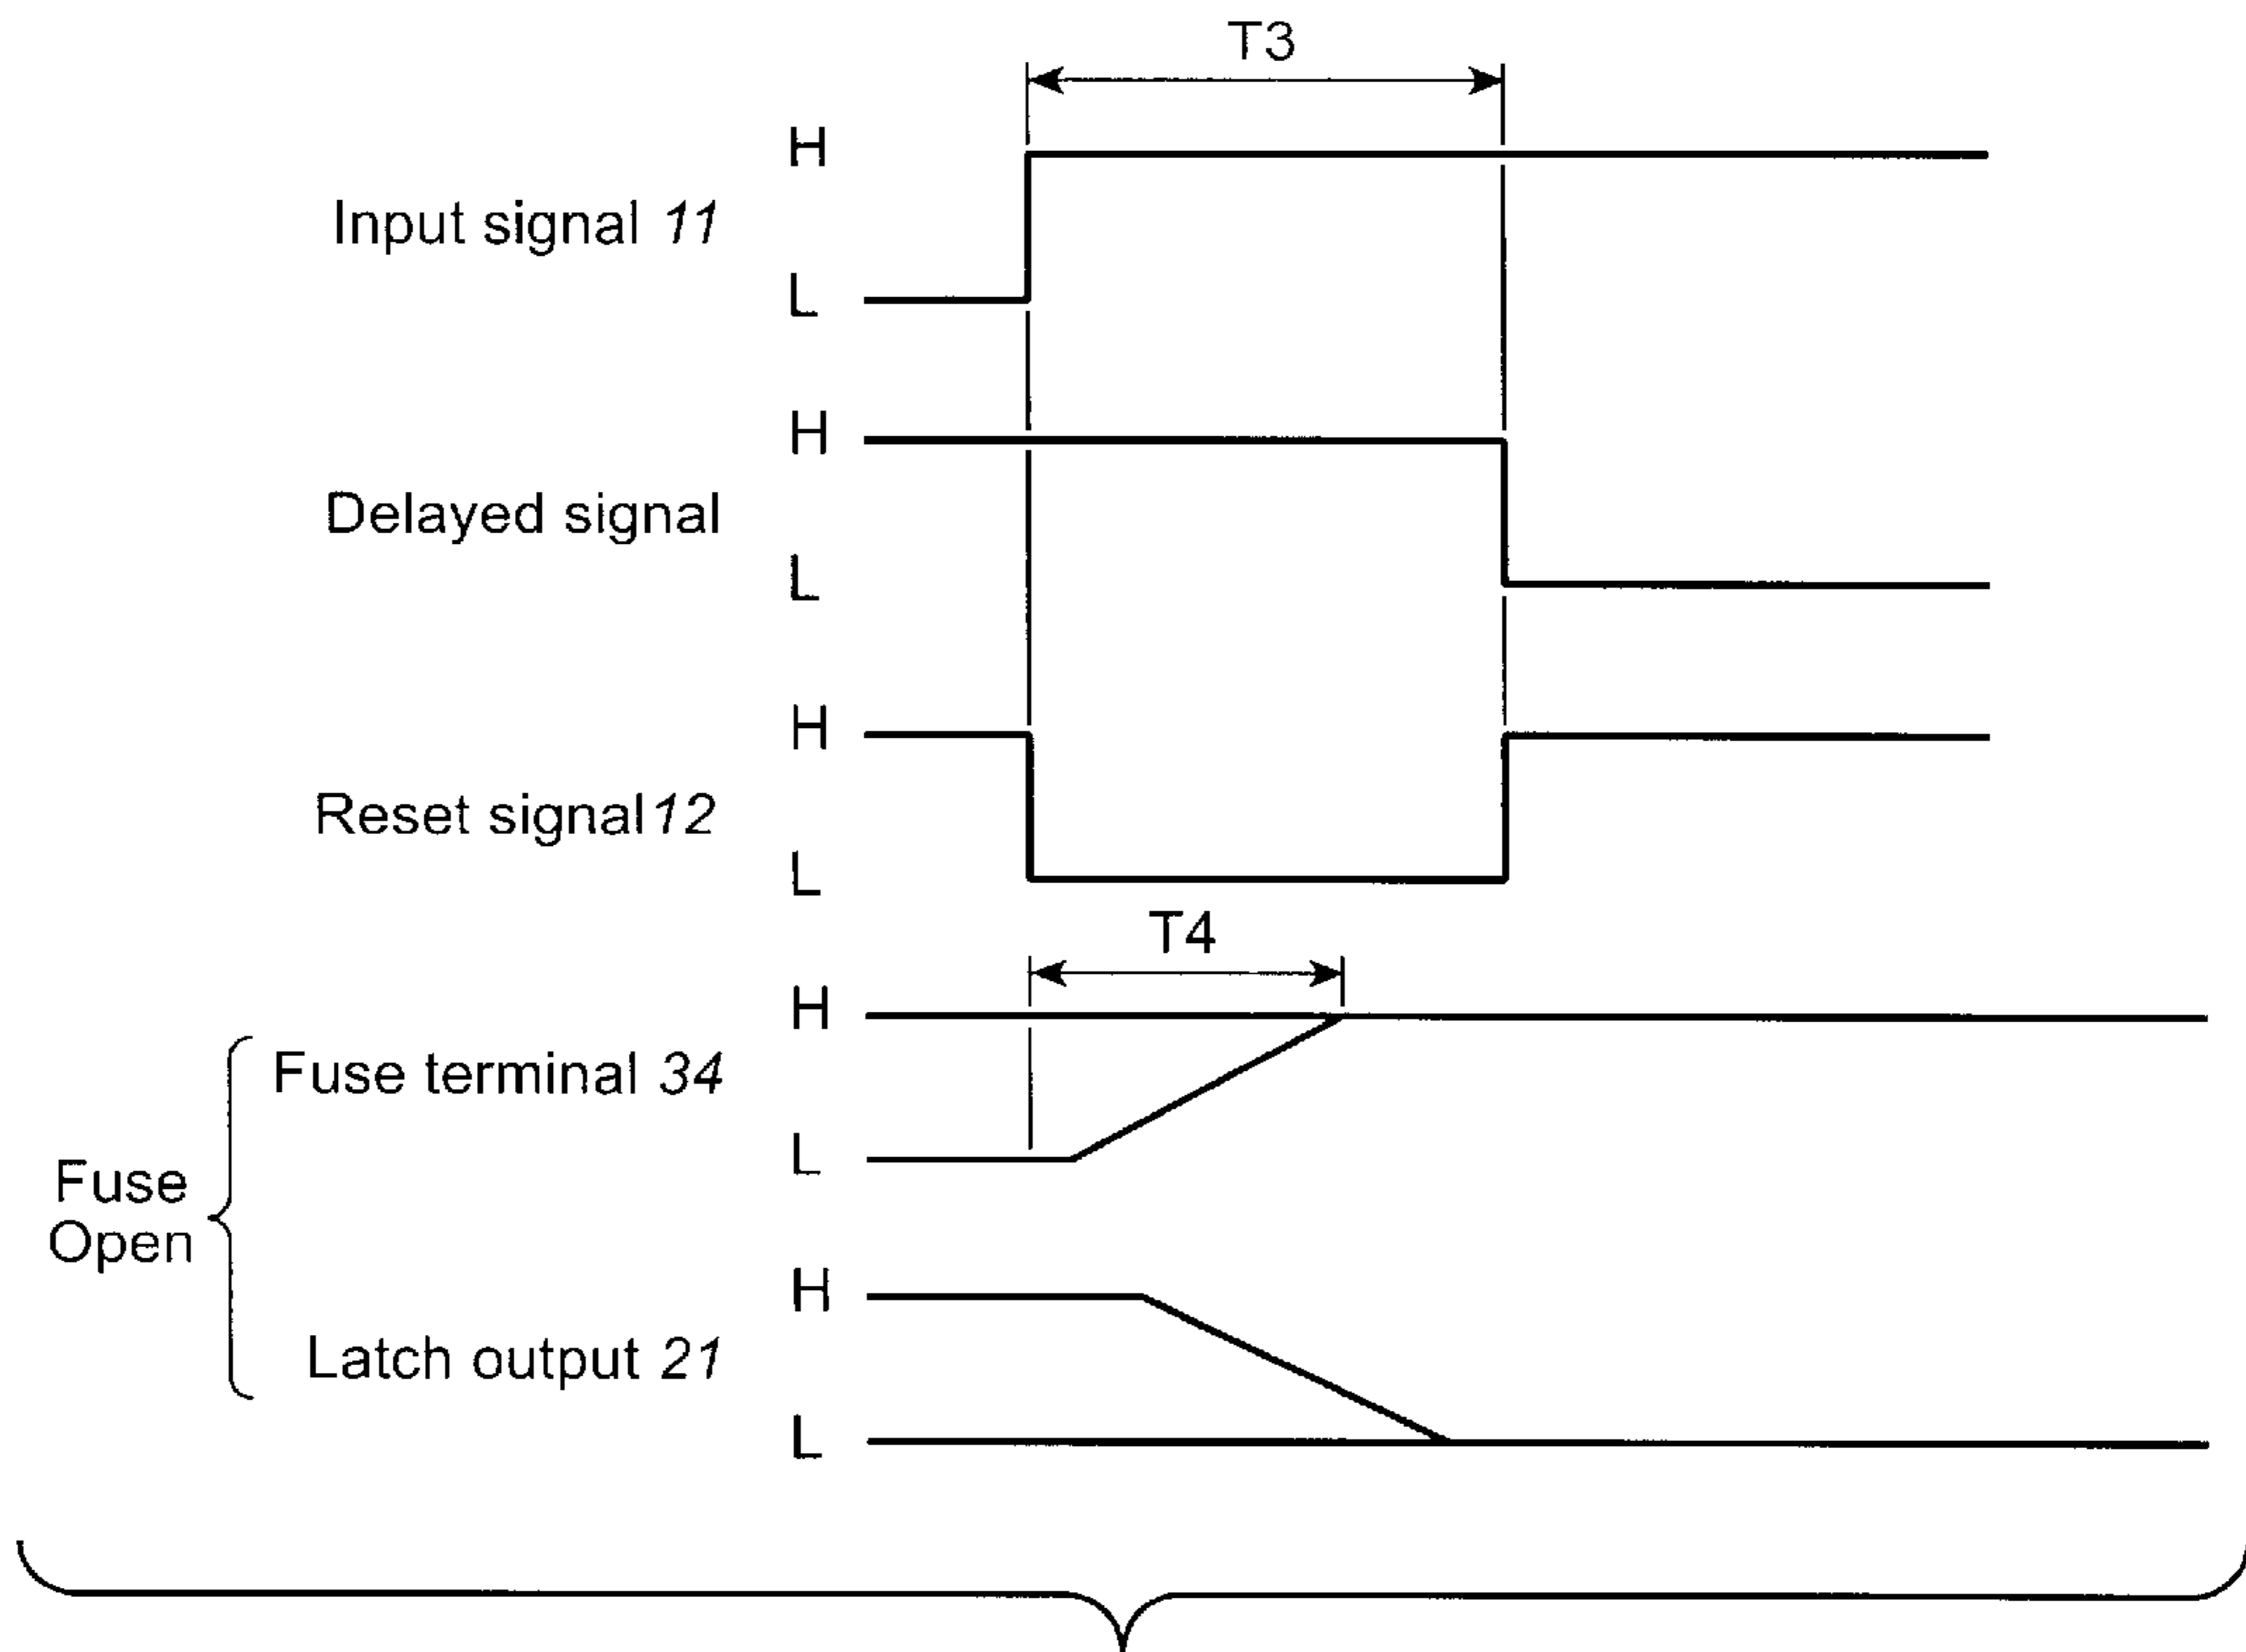 T3
H
Input signal 11
L
H
Delayed signal
L
H
Reset signal12
L
T4
H
Fuse terminal 34
L
Fuse
Open
H
Latch output 21
L